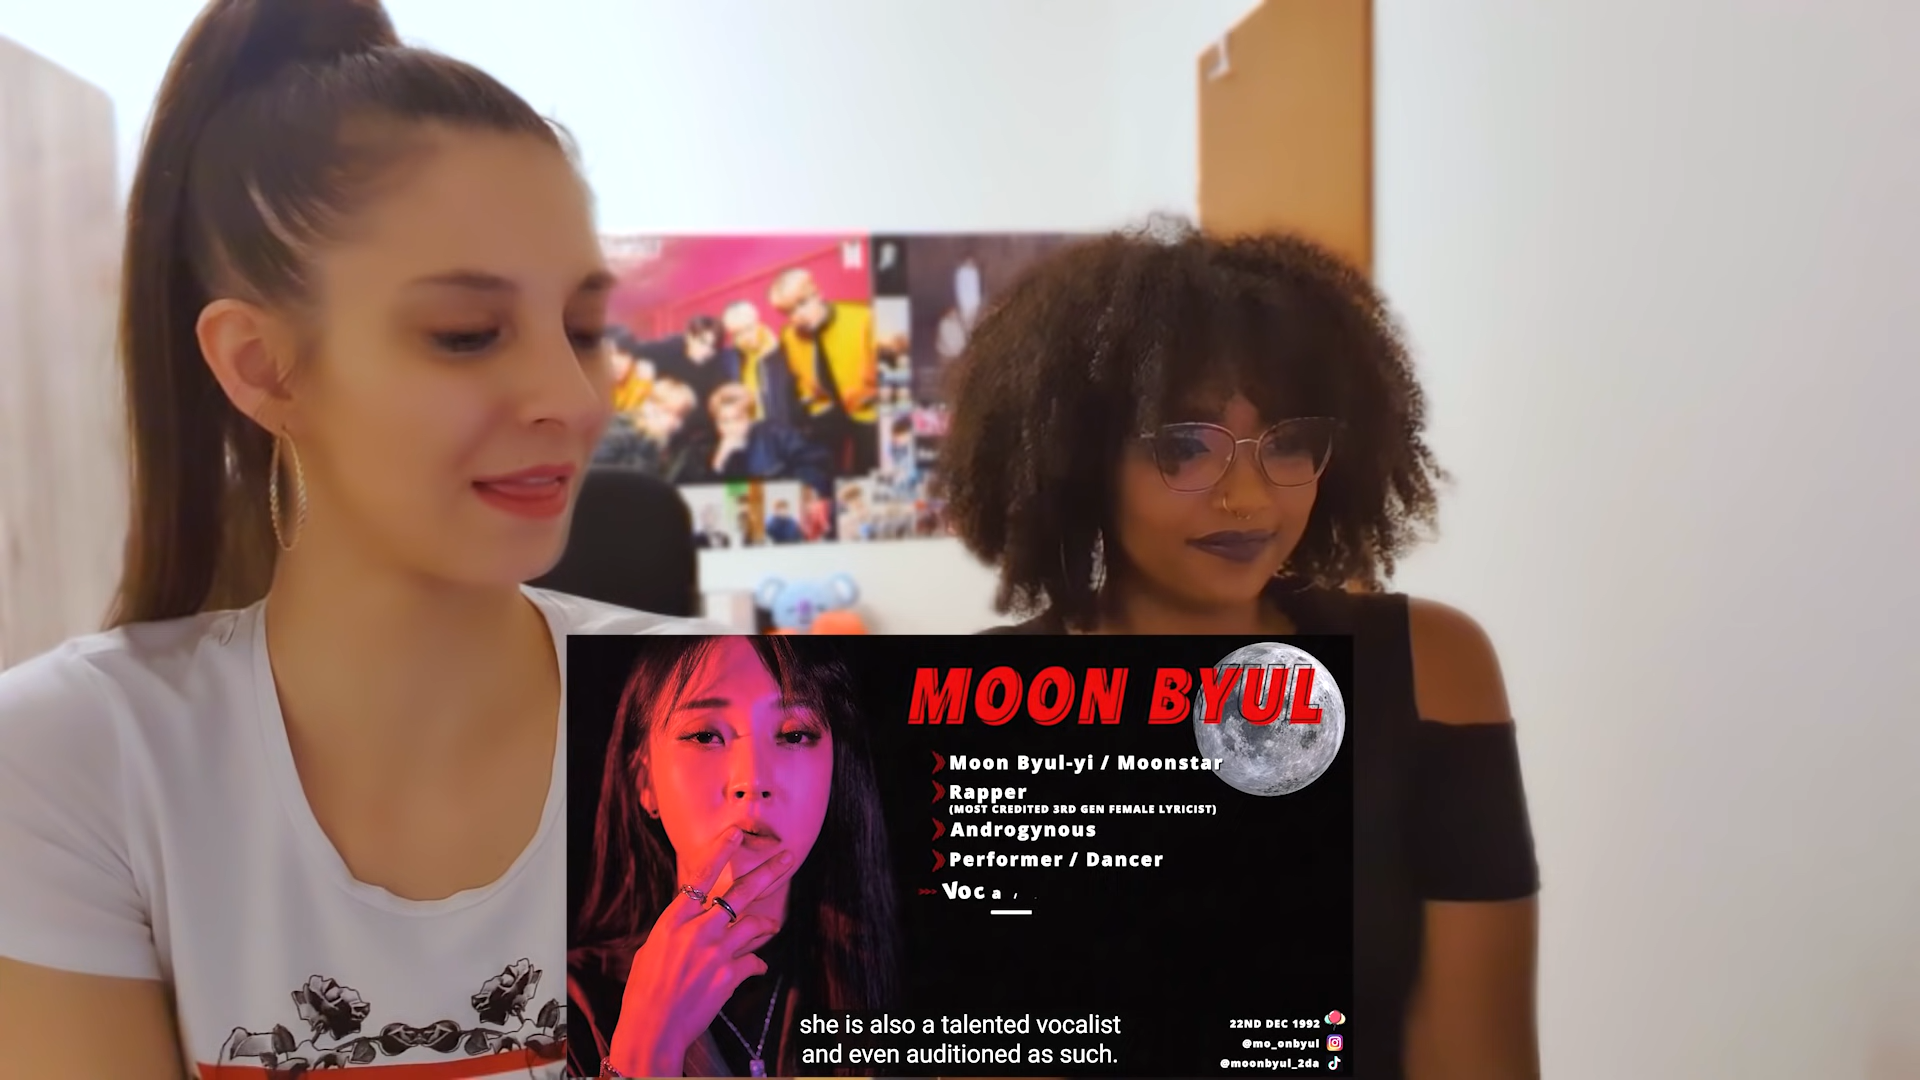 MOON BYUL
Moon Byul-yi / Moonstar
Rapper
(MOST CREDITED 3RD GEN FEMALE LYRICIST)
Androgynous
Performer / Dancer
Voca
she is also a talented vocalist
and even auditioned as such.
22ND DEC 1992
@mo_onbyul
@moonbyul_2da